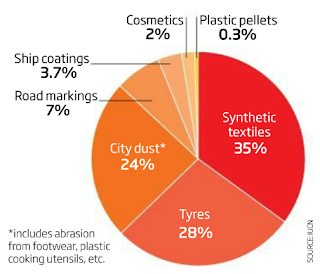 Cosmetics
2%
Plastic pellets
0.3%
Ship coatings
3.7%
Road markings
7%
City dust*
24%
Synthetic
textiles
35%
Tyres
28%
*includes abrasion
from footwear, plastic
cooking utensils, etc.
SOURCE: IUCN